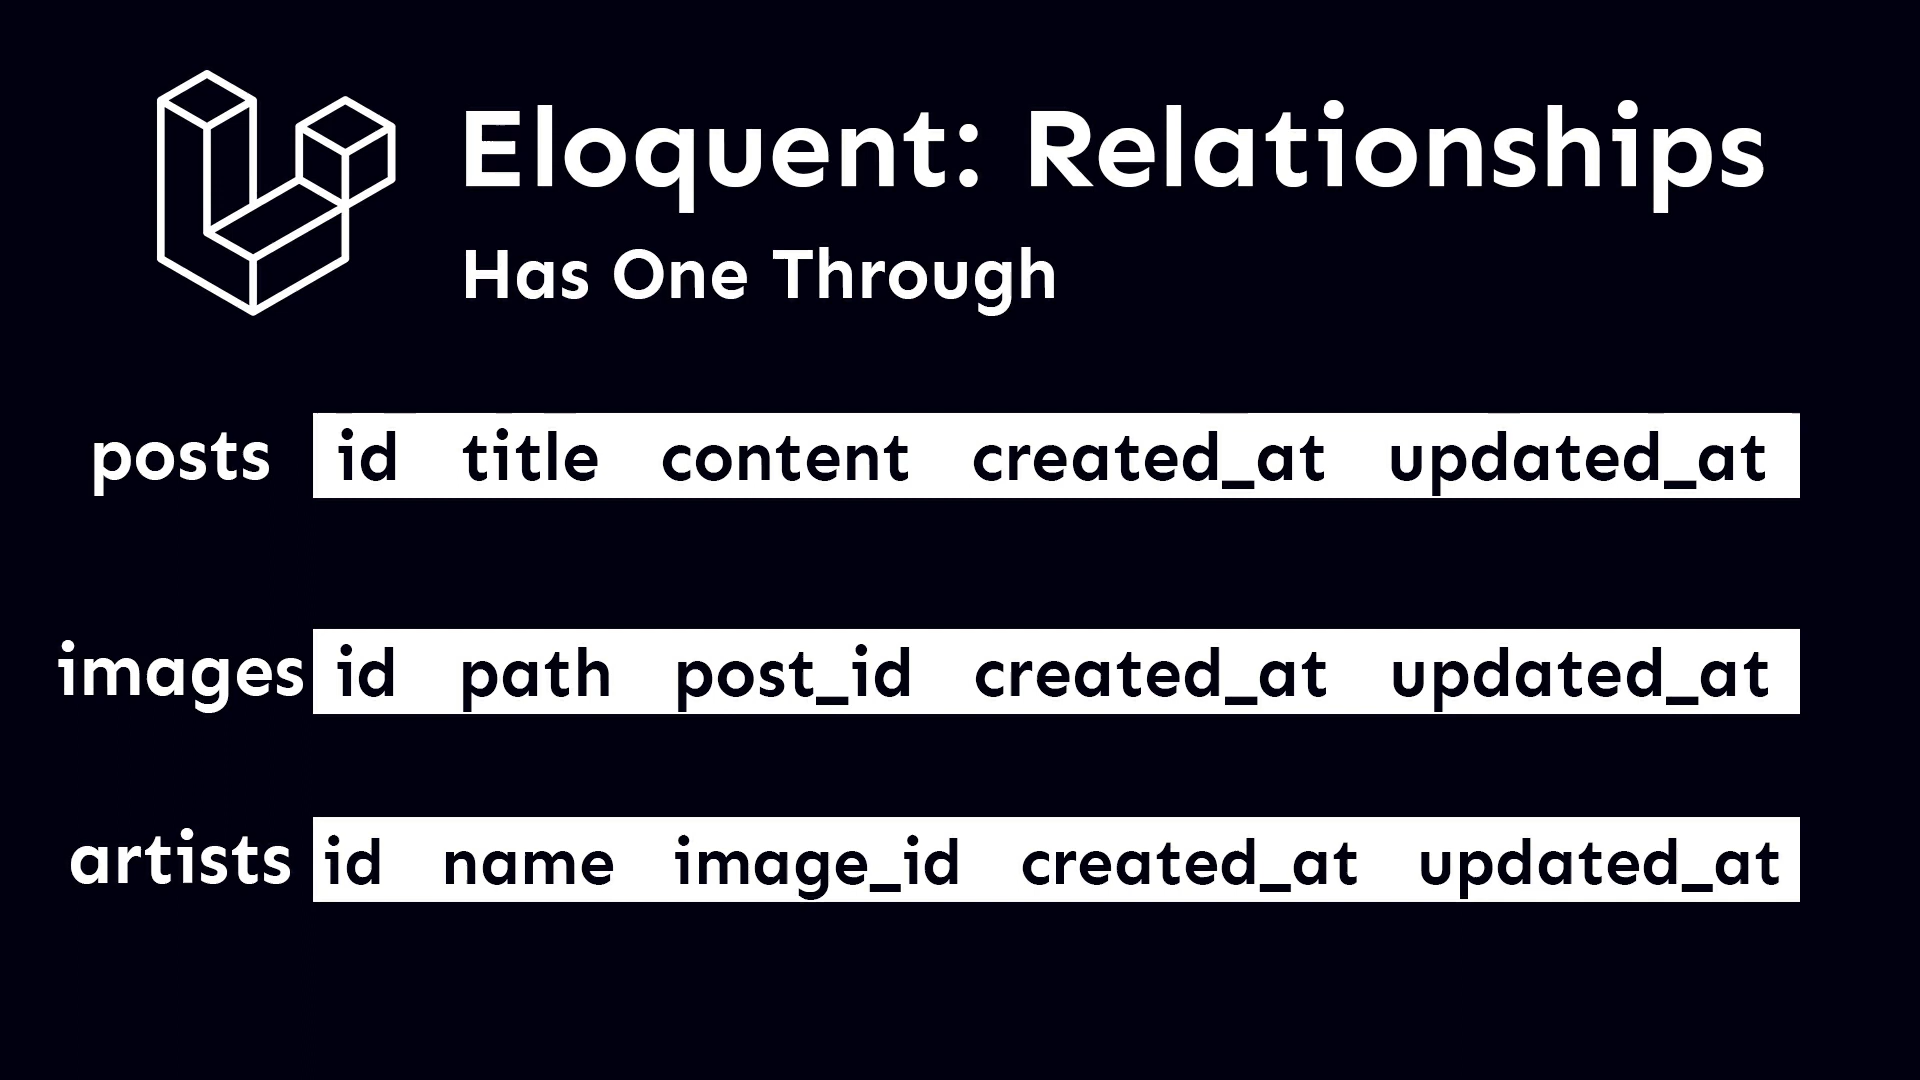 Eloquent: Relationships
Has One Through
posts id title content created_at updated_at
images id path post_id created_at updated_at
artists id name image_id created_at updated_at